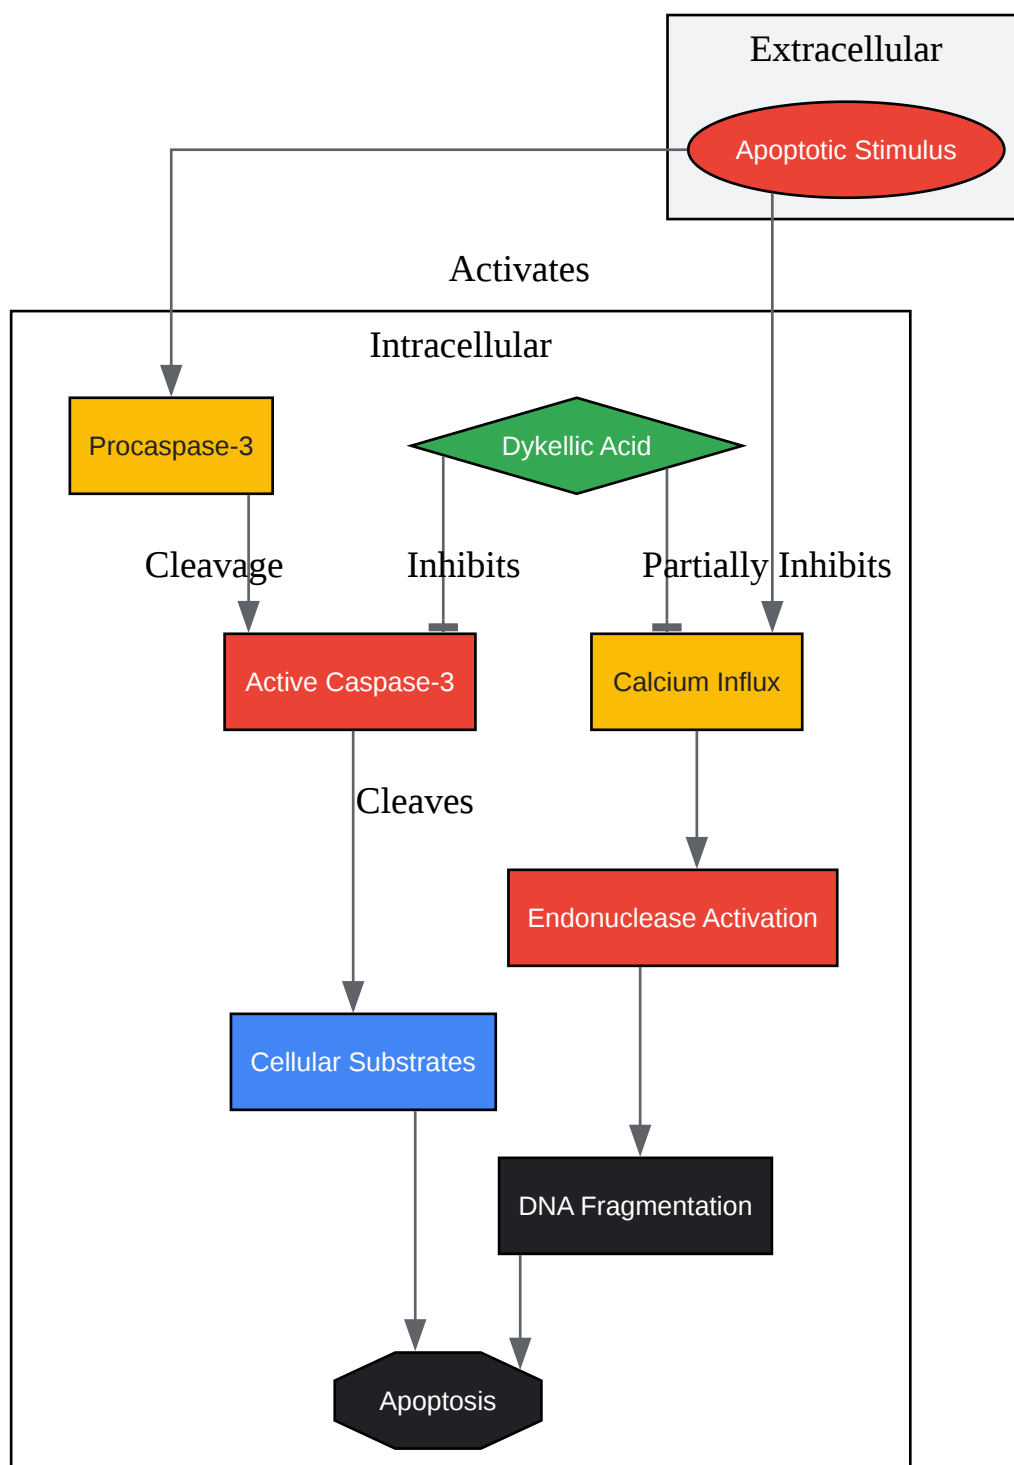 Extracellular
Apoptotic Stimulus
Activates
Intracellular
Procaspase-3
Dykellic Acid
Cleavage
Inhibits
Partially Inhibits
Active Caspase-3
Calcium Influx
Cleaves
Endonuclease Activation
Cellular Substrates
DNA Fragmentation
Apoptosis